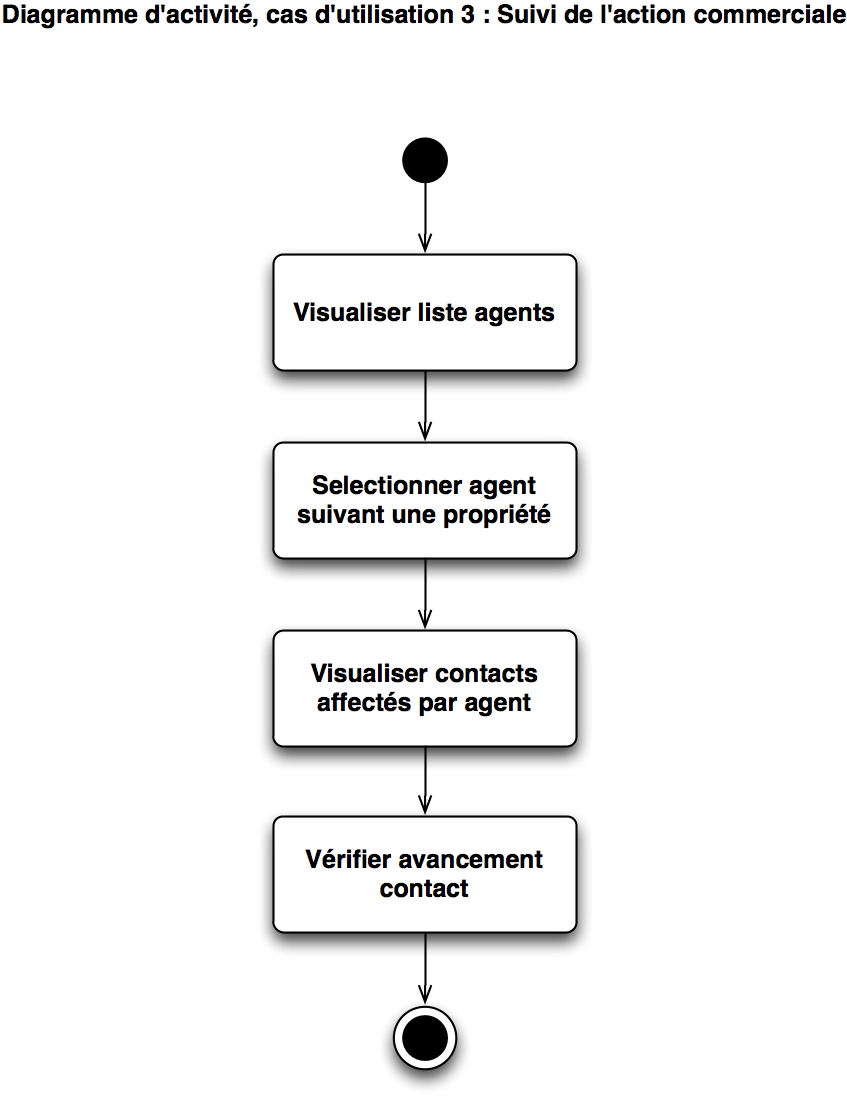 Diagramme d'activité, cas d'utilisation 3 : Suivi de l'action commerciale
Visualiser liste agents
Selectionner agent
suivant une propriété
Visualiser contacts
affectés par agent
Vérifier avancement
contact